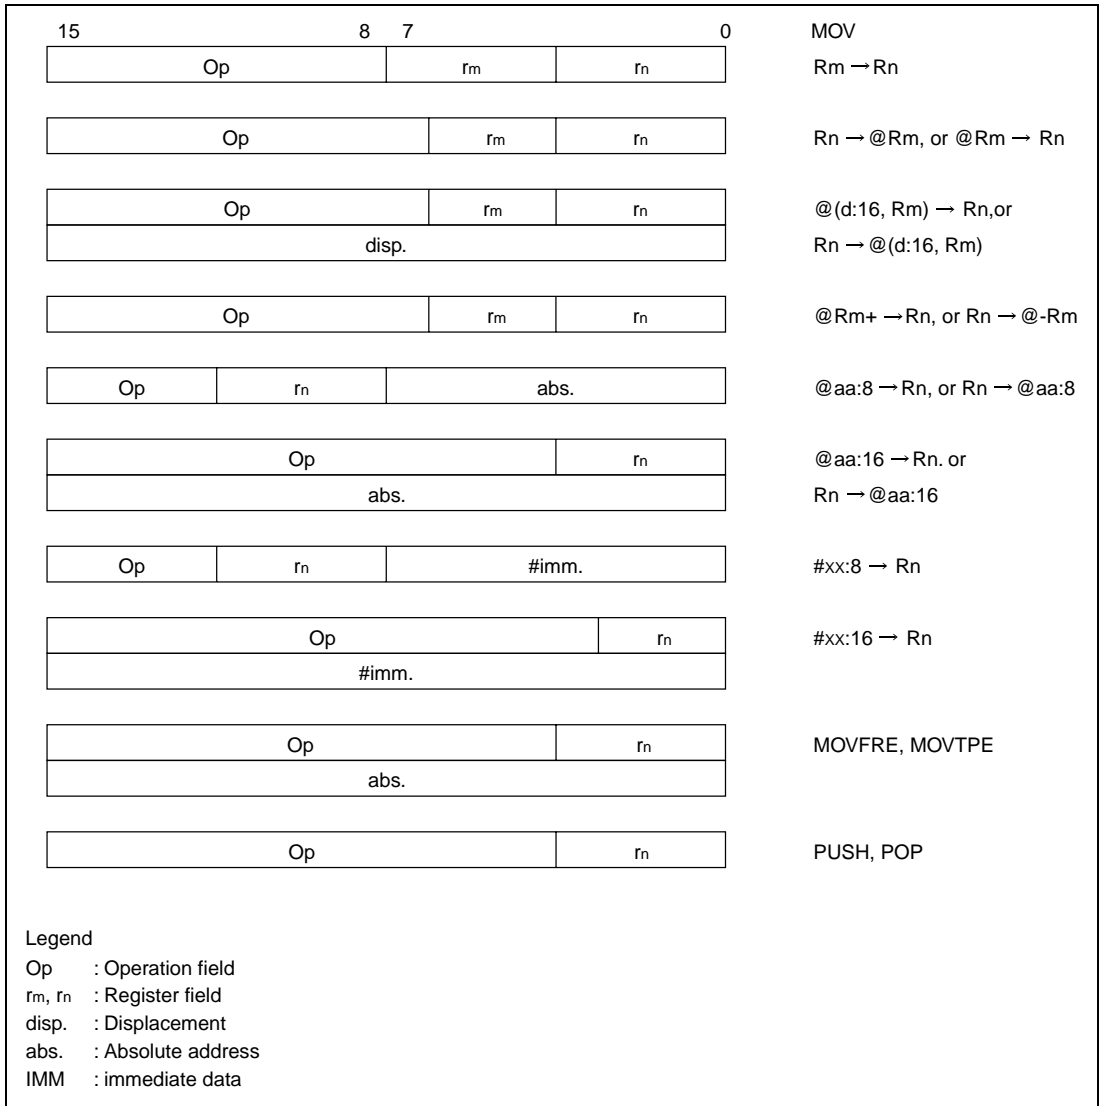 15 8 7 0 MOV
Op rm rn Rm → Rn
Op rm rn Rn → @Rm, or @Rm → Rn
Op rm rn @(d:16, Rm) → Rn,or
disp. Rn → @(d:16, Rm)
Op rm rn @Rm+ → Rn, or Rn → @-Rm
Op rn abs. @aa:8 → Rn, or Rn → @aa:8
Op rn @aa:16 → Rn. or
abs. Rn → @aa:16
Op rn #imm. #xx:8 → Rn
Op rn #xx:16 → Rn
#imm.
Op rn MOVFRE, MOVTPE
abs.
Op rn PUSH, POP
Legend
Op : Operation field
rm, rn : Register field
disp. : Displacement
abs. : Absolute address
IMM : immediate data